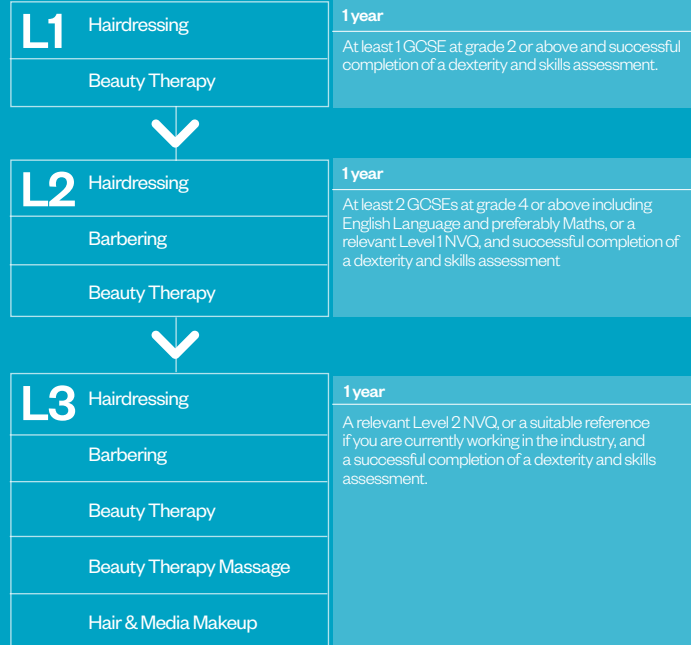 L1 Hairdressing
Beauty Therapy
1 year
At least 1 GCSE at grade 2 or above and successful
completion of a dexterity and skills assessment.
L2 Hairdressing
Barbering
Beauty Therapy
1 year
At least 2 GCSEs at grade 4 or above including
English Language and preferably Maths, or a
relevant Level 1 NVQ, and successful completion of
a dexterity and skills assessment
L3 Hairdressing
Barbering
Beauty Therapy
Beauty Therapy Massage
Hair & Media Makeup
1 year
A relevant Level 2 NVQ, or a suitable reference
if you are currently working in the industry, and
a successful completion of a dexterity and skills
assessment.